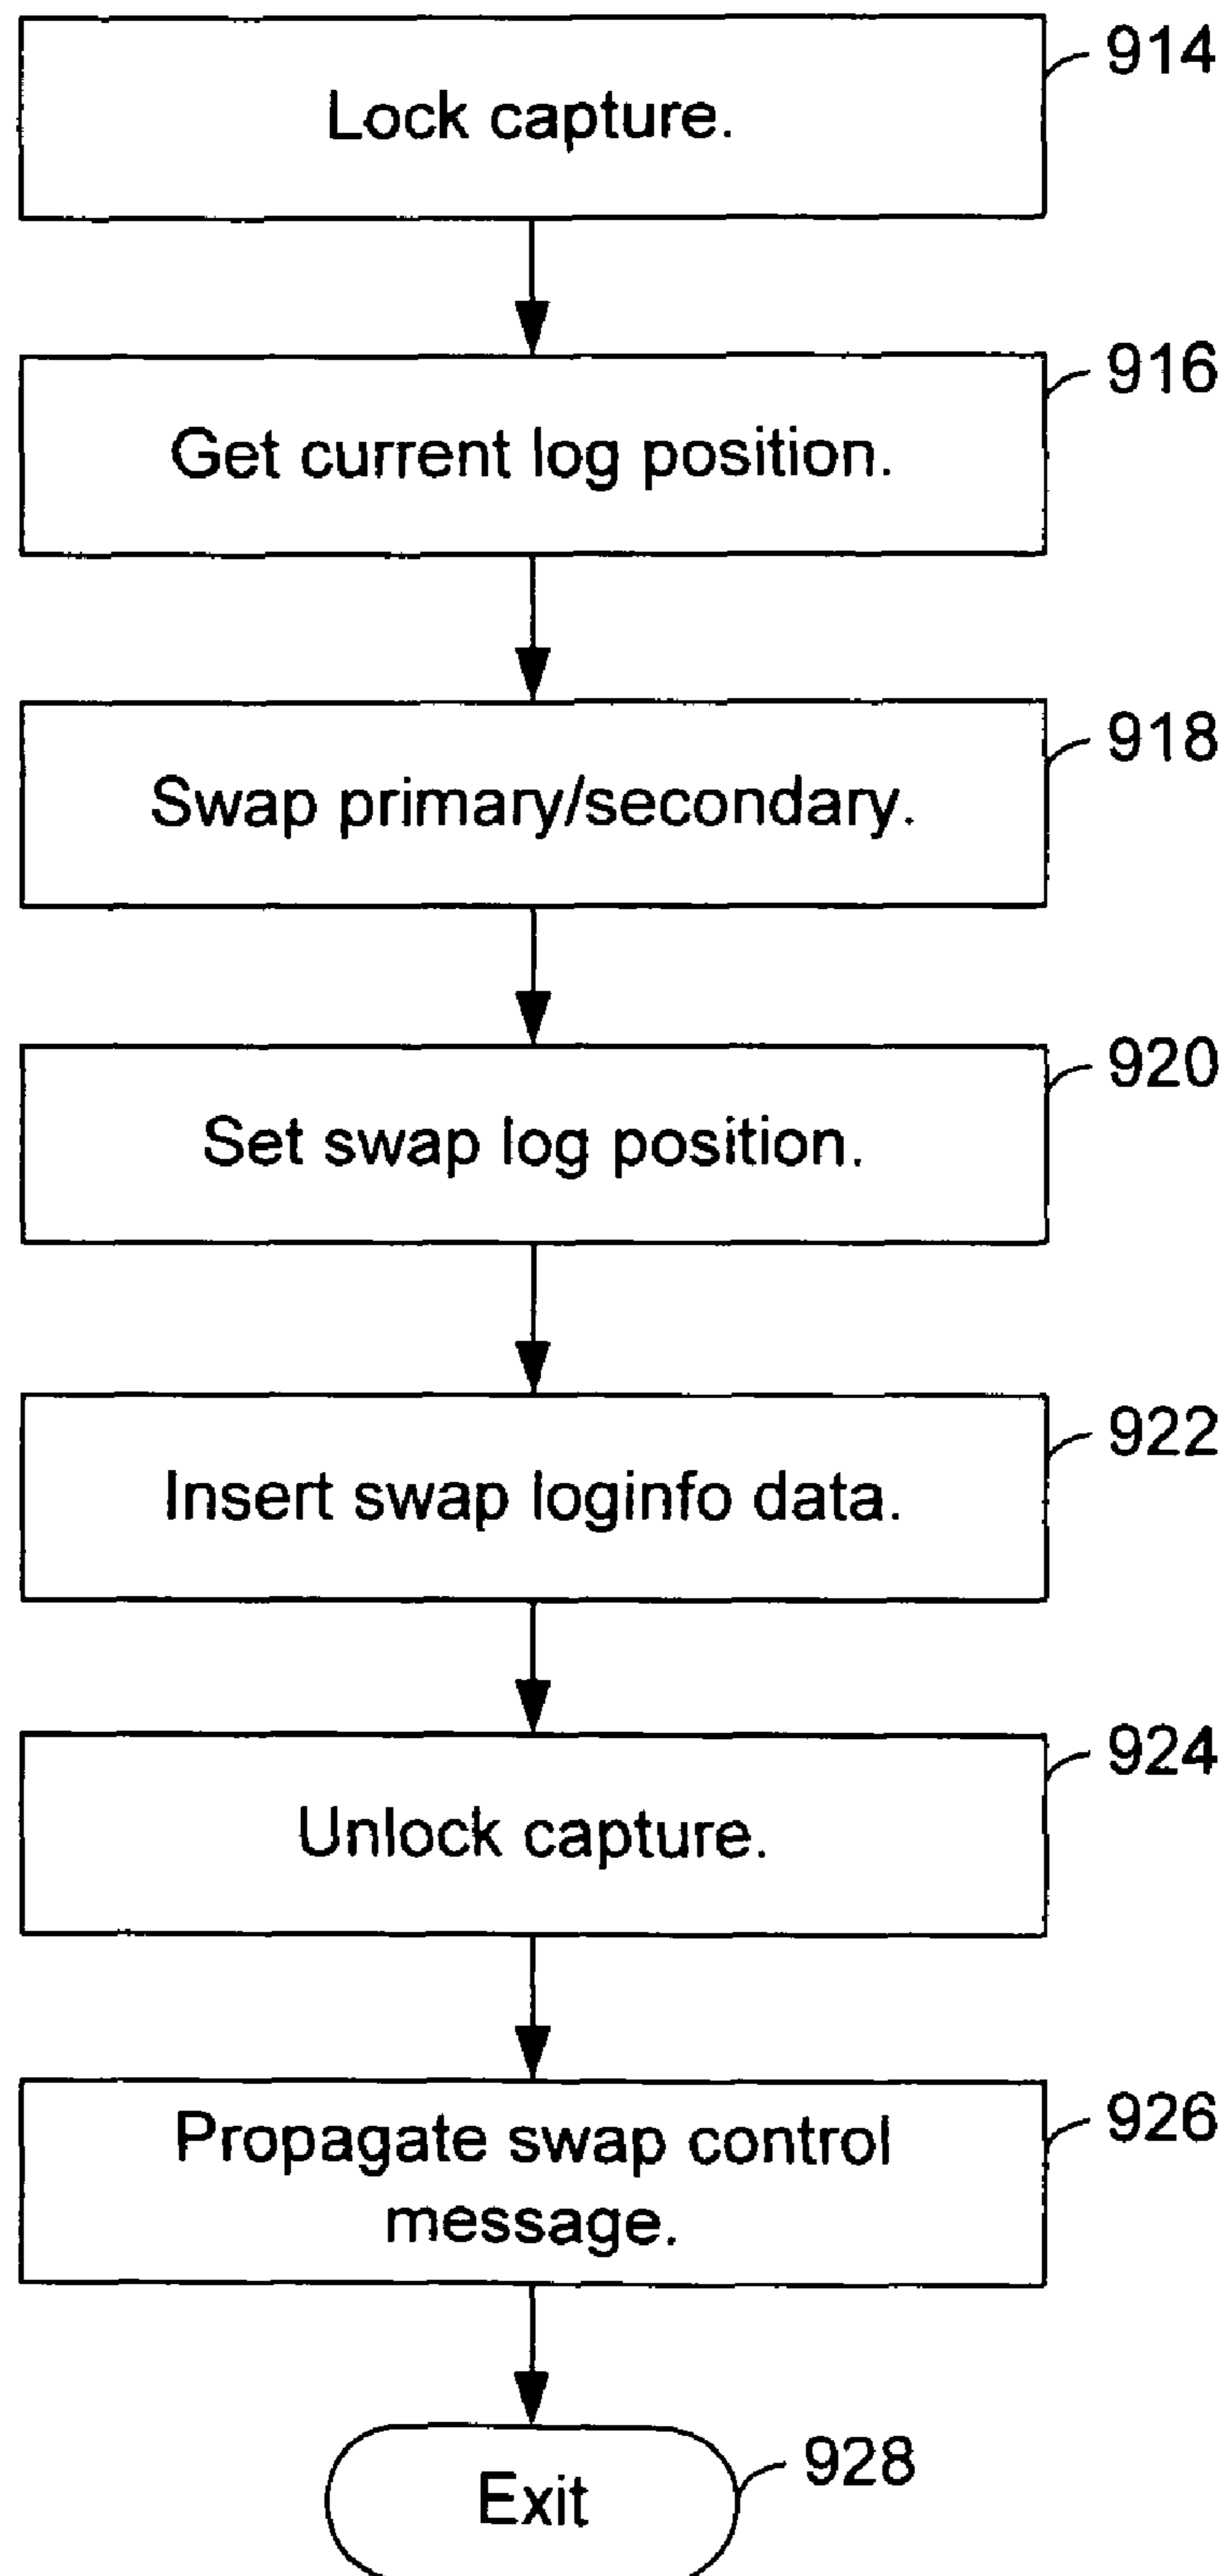 914
Lock capture.
916
Get current log position.
918
Swap primary/secondary.
920
Set swap log position.
922
Insert swap loginfo data.
924
Unlock capture.
926
Propagate swap control
message.
928
Exit